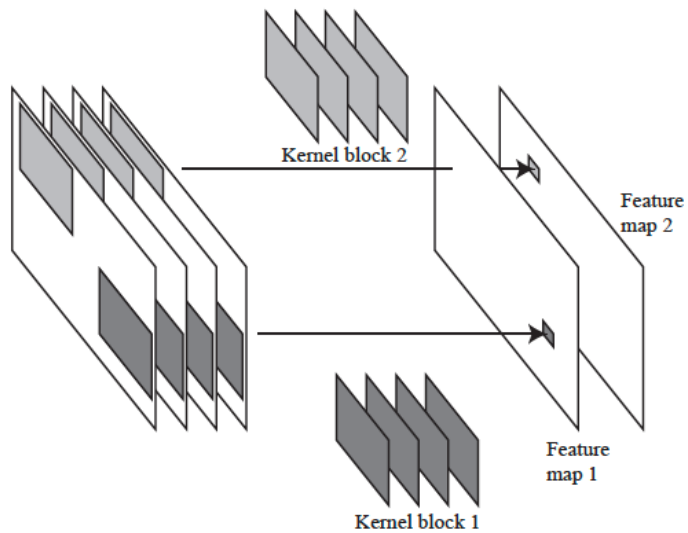 Kernel block 2
Feature
map 2
Feature
map 1
Kernel block 1